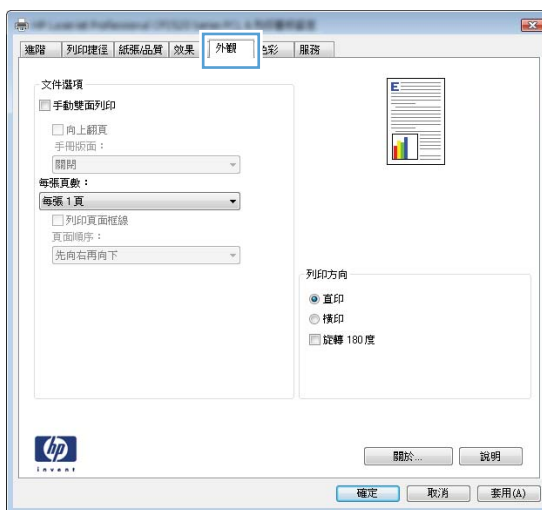 進階
列印捷徑
紙張/品質
效果
外觀
色彩
服務
文件選項
手動雙面列印
向上翻頁
手冊版面：
關閉
每張頁數：
每張 1 頁
列印頁面框線
頁面順序：
先向右再向下
E
列印方向
直印
橫印
旋轉 180 度
hp
invent
關於...
說明
確定
取消
套用(A)